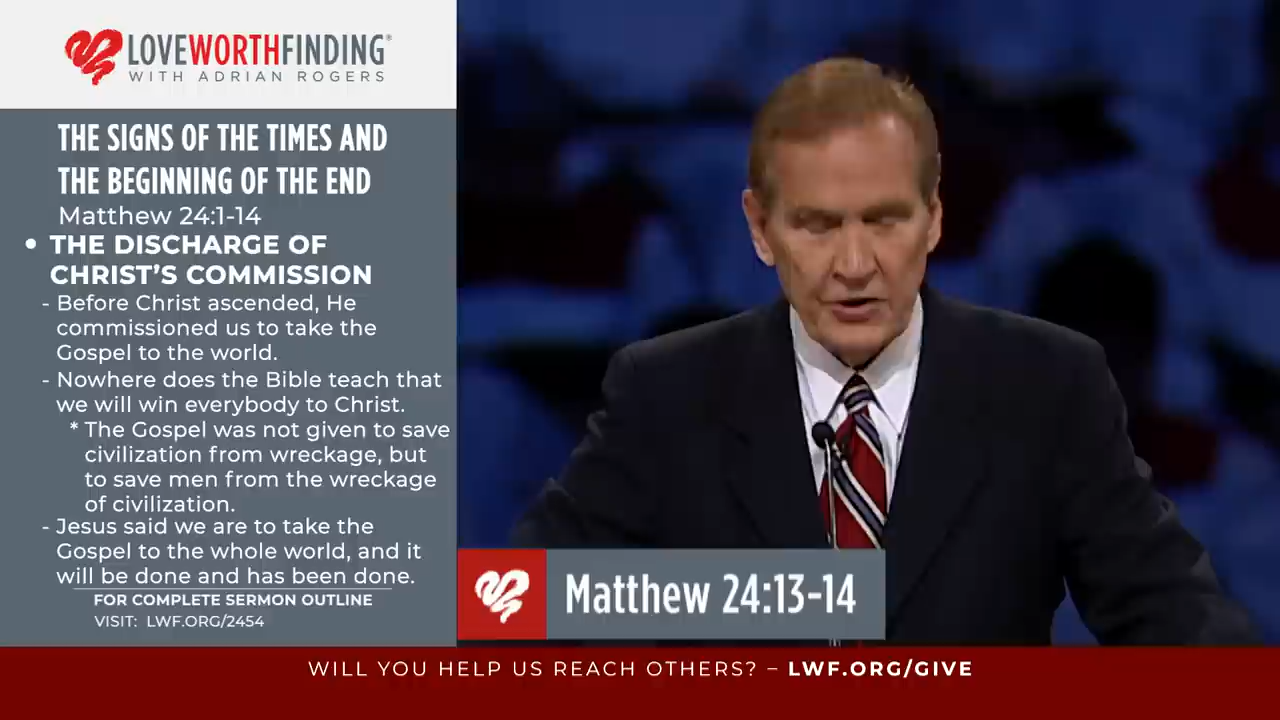 LOVEWORTHFINDING®
WITH ADRIAN ROGERS
THE SIGNS OF THE TIMES AND
THE BEGINNING OF THE END
Matthew 24:1-14
• THE DISCHARGE OF
CHRIST'S COMMISSION
- Before Christ ascended, He
commissioned us to take the
Gospel to the world.
- Nowhere does the Bible teach that
we will win everybody to Christ.
* The Gospel was not given to save
civilization from wreckage, but
to save men from the wreckage
of civilization.
- Jesus said we are to take the
Gospel to the whole world, and it
will be done and has been done.
FOR COMPLETE SERMON OUTLINE
VISIT: LWF.ORG/2454
Matthew 24:13-14
WILL YOU HELP US REACH OTHERS? – LWF.ORG/GIVE